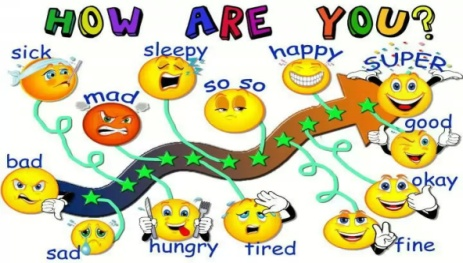 HOW ARE YOU?
sick
sleepy
happy
SUPER
mad
so so
good
bad
okay
sad
hungry
tired
fine